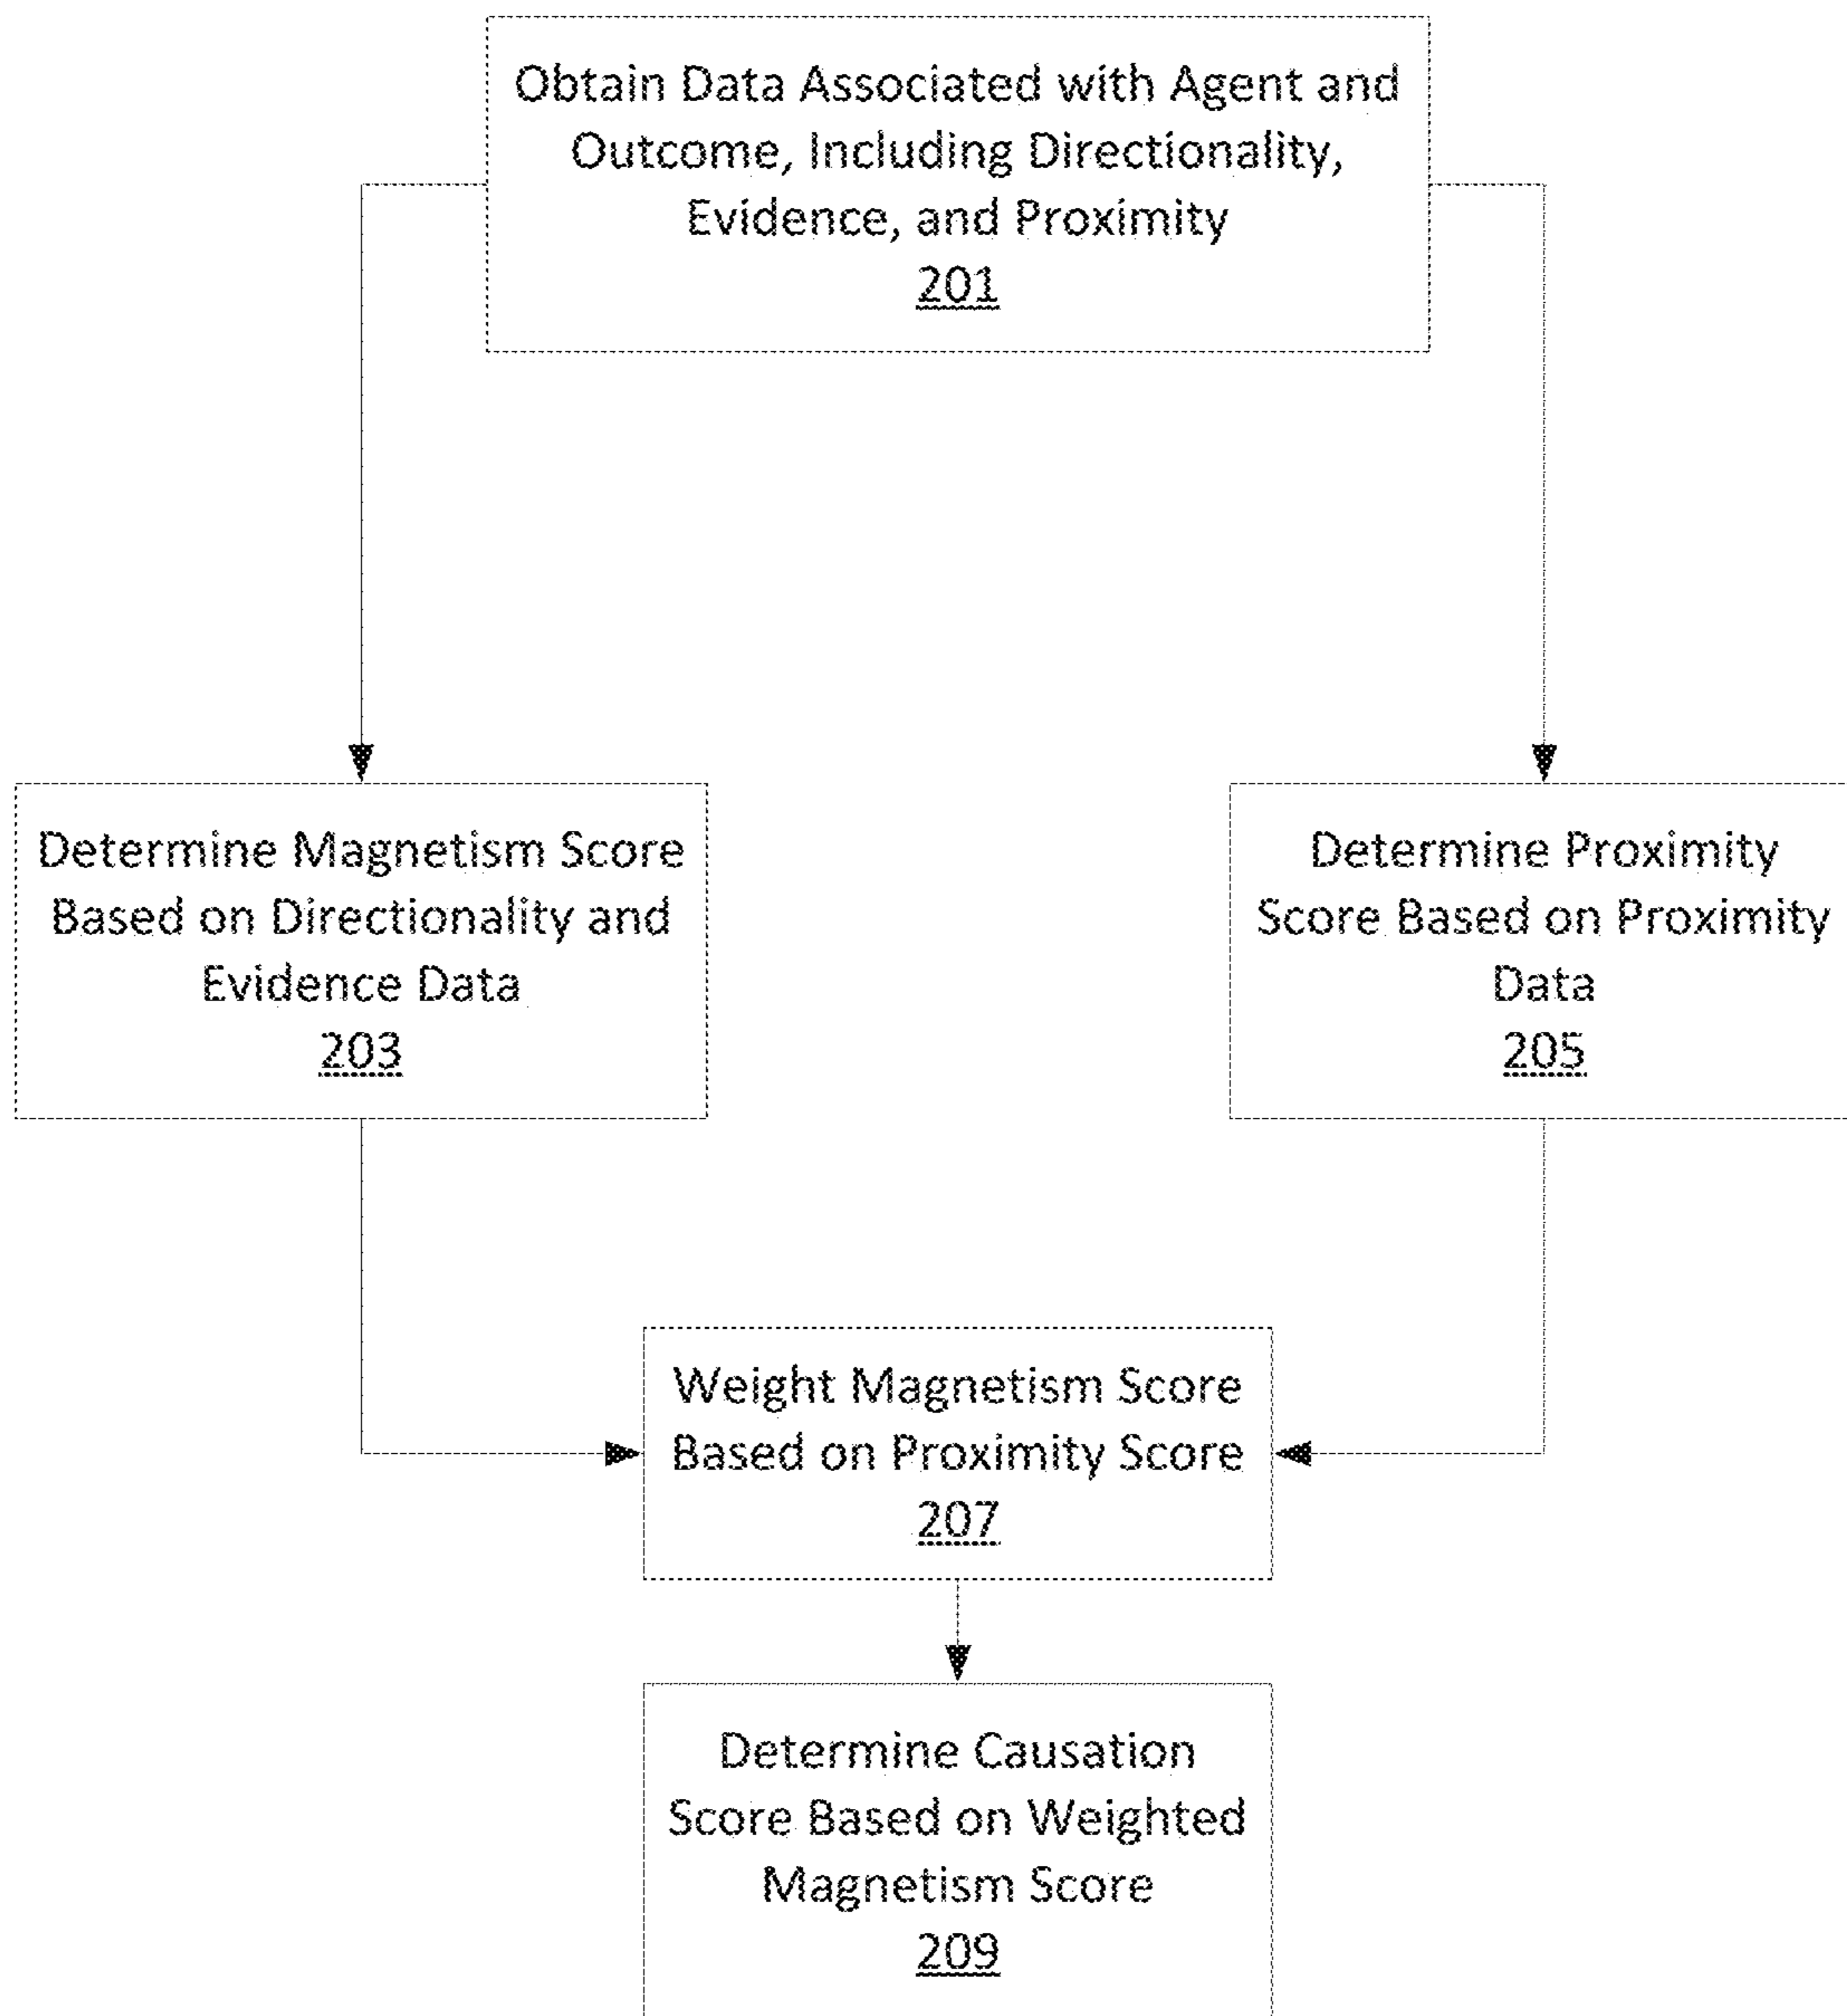 Obtain Data Associated with Agent and
Outcome, Including Directionality,
Evidence, and Proximity
201
Determine Magnetism Score
Based on Directionality and
Evidence Data
203
Determine Proximity
Score Based on Proximity
Data
205
Weight Magnetism Score
Based on Proximity Score
207
Determine Causation
Score Based on Weighted
Magnetism Score
209